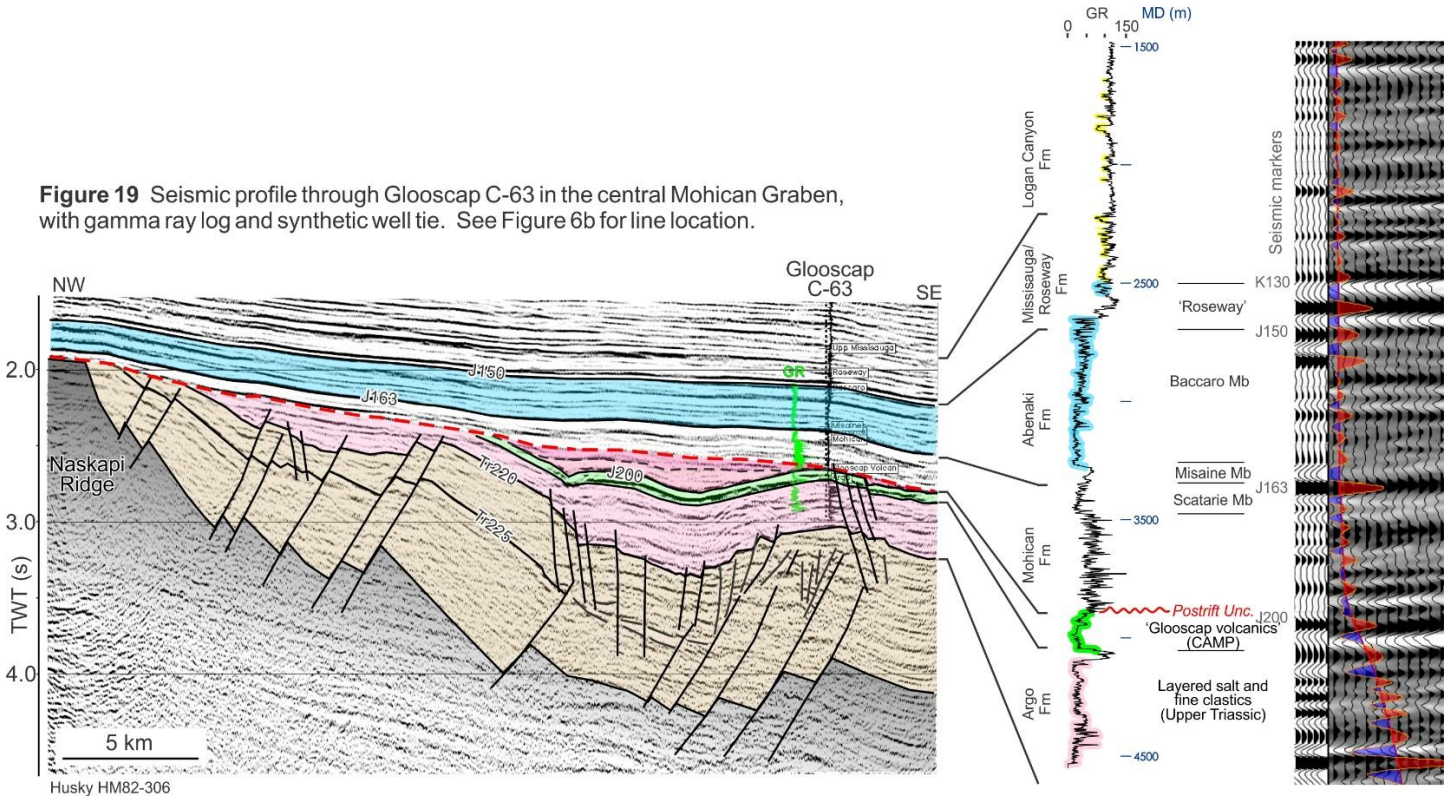 Figure 19 Seismic profile through Glooscap C-63 in the central Mohican Graben,
with gamma ray log and synthetic well tie. See Figure 6b for line location.
NW
Glooscap
C-63
SE
2.0
3.0
4.0
TWT (s)
J150
J163
J200
Tr220
Tr225
Naskapi
Ridge
GR
Upp Missisauga
Roseway
Baccaro
Misaine
Mohican
Glooscap Volcan
5 km
Husky HM82-306
GR
MD (m)
0
150
1500
2500
3500
4500
Logan Canyon
Fm
Missisauga/
Roseway
Fm
Abenaki
Fm
Mohican
Fm
Argo
Fm
Seismic markers
K130
'Roseway'
J150
Baccaro Mb
Misaine Mb
J163
Scatarie Mb
Postrift Unc.
J200
'Glooscap volcanics'
(CAMP)
Layered salt and
fine clastics
(Upper Triassic)